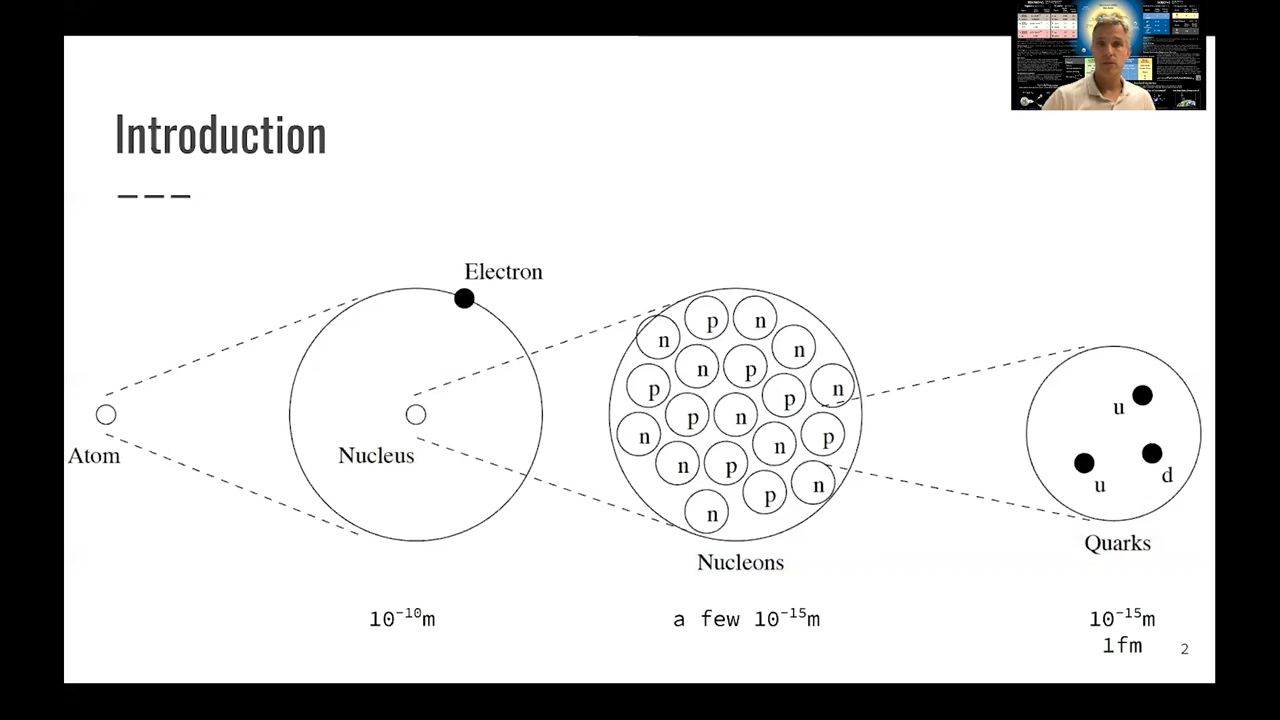 Introduction
Electron
Atom
Nucleus
n
p
n
n
n
p
p
n
p
p
n
n
n
p
p
n
p
n
p
n
Nucleons
u
u
d
Quarks
10⁻¹⁰m
a few 10⁻¹⁵m
10⁻¹⁵m
1fm
2